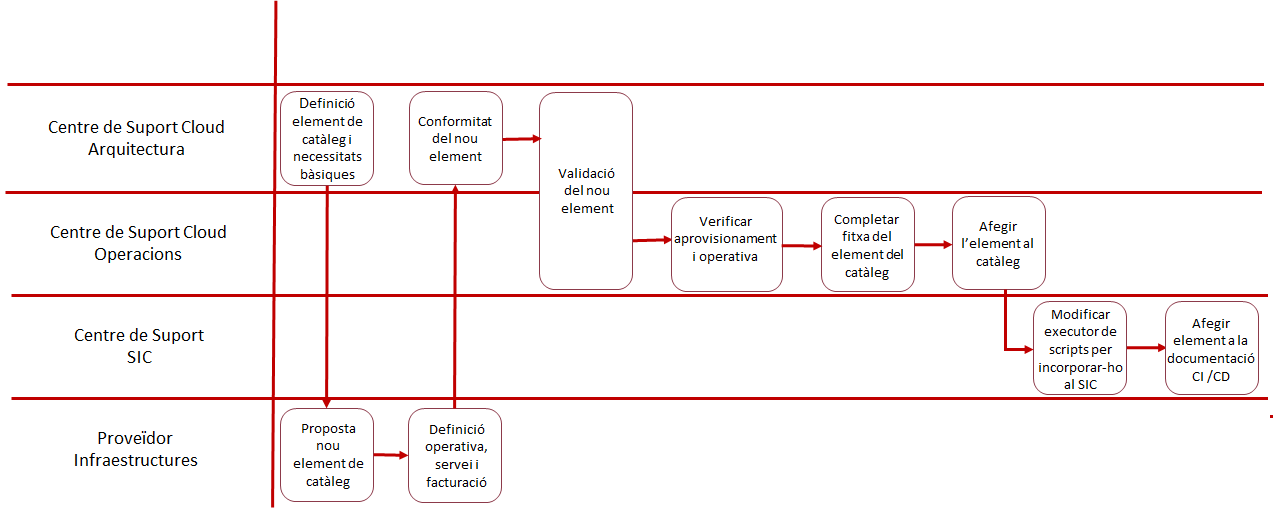 Centre de Suport Cloud
Arquitectura
Definició
element de
catàleg i
necessitats
bàsiques
Conformitat
del nou
element
Validació
del nou
element
Centre de Suport Cloud
Operacions
Verificar
aprovisionament
i operativa
Completar
fitxa del
element del
catàleg
Afegir
l’element al
catàleg
Centre de Suport
SIC
Modificar
executor de
scripts per
incorporar-ho
al SIC
Afegir
element a la
documentació
CI /CD
Proveïdor
Infraestructures
Proposta
nou
element de
catàleg
Definició
operativa,
servei i
facturació